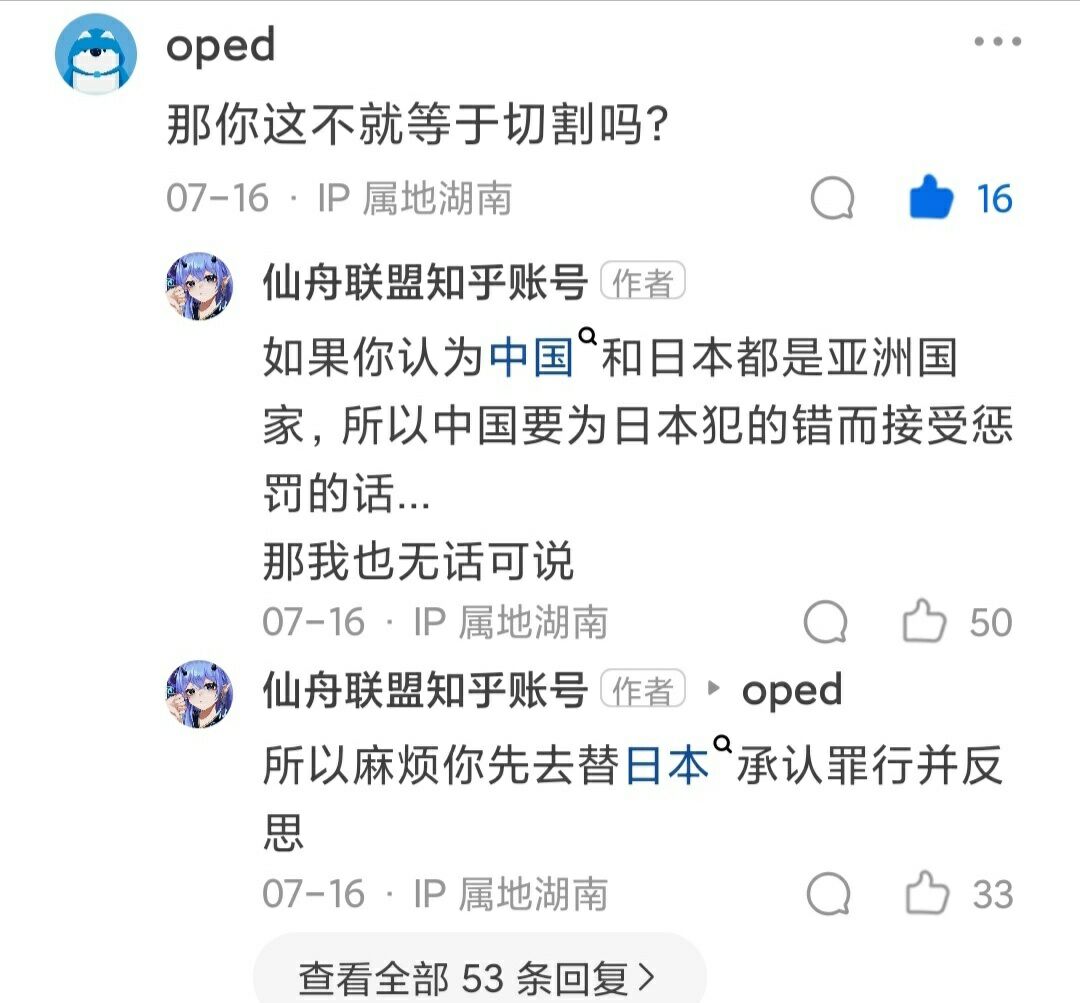 oped
那你这不就等于切割吗?
07-16 · IP 属地湖南
16
仙舟联盟知乎账号 作者
如果你认为中国和日本都是亚洲国
家,所以中国要为日本犯的错而接受惩
罚的话...
那我也无话可说
07-16 · IP 属地湖南
50
仙舟联盟知乎账号 作者 oped
所以麻烦你先去替日本承认罪行并反
思
07-16 · IP 属地湖南
33
查看全部 53 条回复